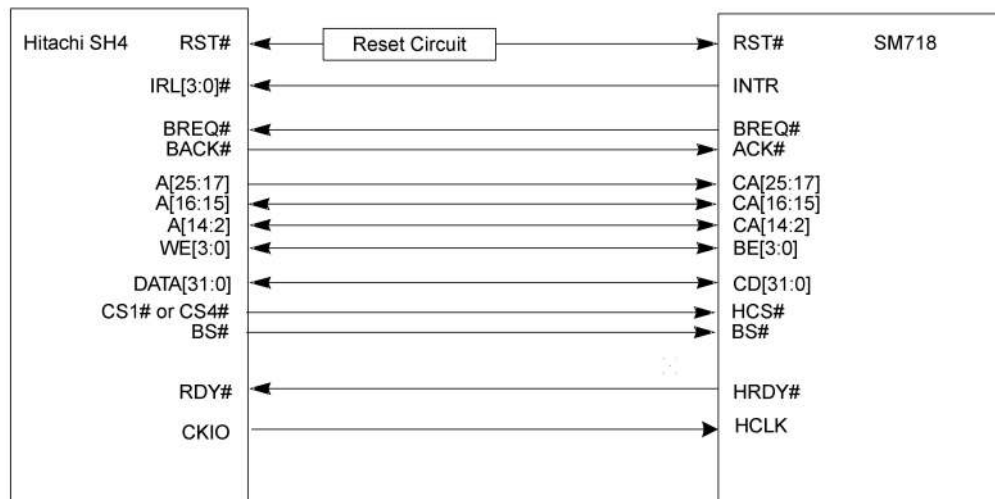 Hitachi SH4 RST# Reset Circuit RST# SM718
IRL[3:0]# INTR
BREQ# BREQ#
BACK# ACK#
A[25:17] CA[25:17]
A[16:15] CA[16:15]
A[14:2] CA[14:2]
WE[3:0] BE[3:0]
DATA[31:0] CD[31:0]
CS1# or CS4# HCS#
BS# BS#
RDY# HRDY#
CKIO HCLK